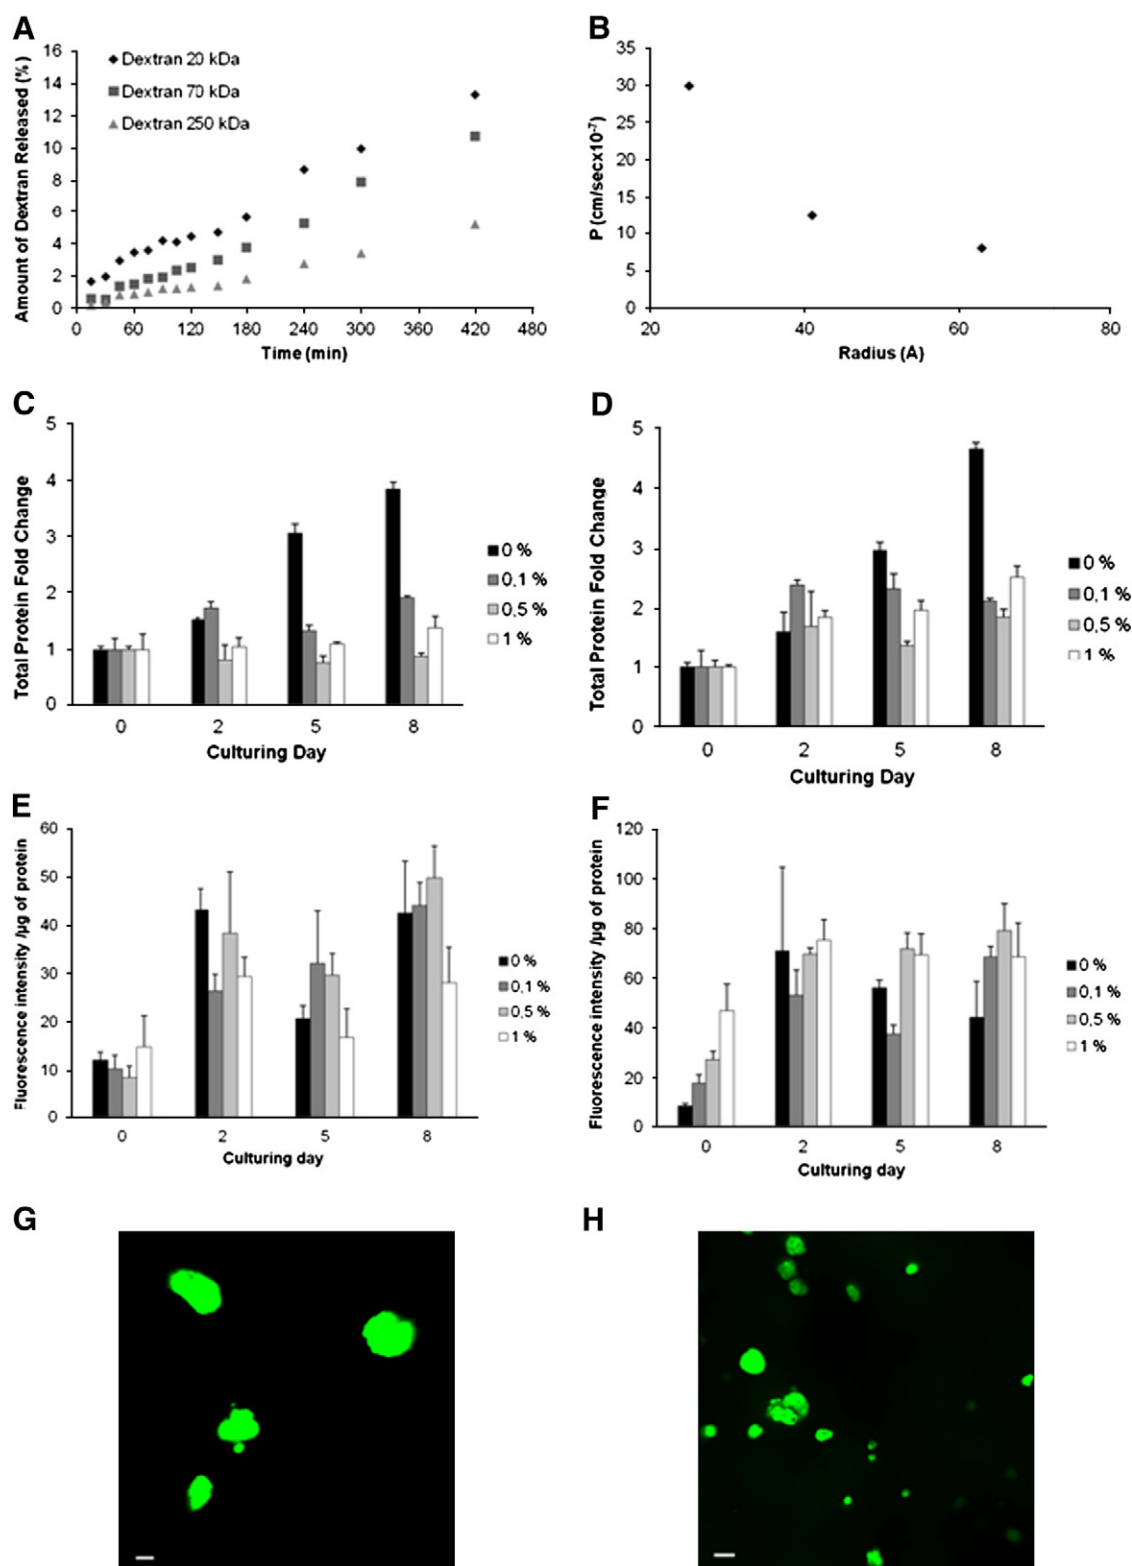 A
Amount of Dextran Released (%)
16
14
12
10
8
6
4
2
0
Dextran 20 kDa
Dextran 70 kDa
Dextran 250 kDa
0 60 120 180 240 300 360 420 480
Time (min)
B
P (cm/secx10⁻⁷)
35
30
25
20
15
10
5
0
20 40 60 80
Radius (Å)
C
Total Protein Fold Change
5
4
3
2
1
0
0 2 5 8
Culturing Day
0 %
0,1 %
0,5 %
1 %
D
Total Protein Fold Change
5
4
3
2
1
0
0 2 5 8
Culturing Day
0 %
0,1 %
0,5 %
1 %
E
Fluorescence intensity /µg of protein
60
50
40
30
20
10
0
0 2 5 8
Culturing day
0 %
0,1 %
0,5 %
1 %
F
Fluorescence intensity /µg of protein
120
100
80
60
40
20
0
0 2 5 8
Culturing day
0 %
0,1 %
0,5 %
1 %
G
H